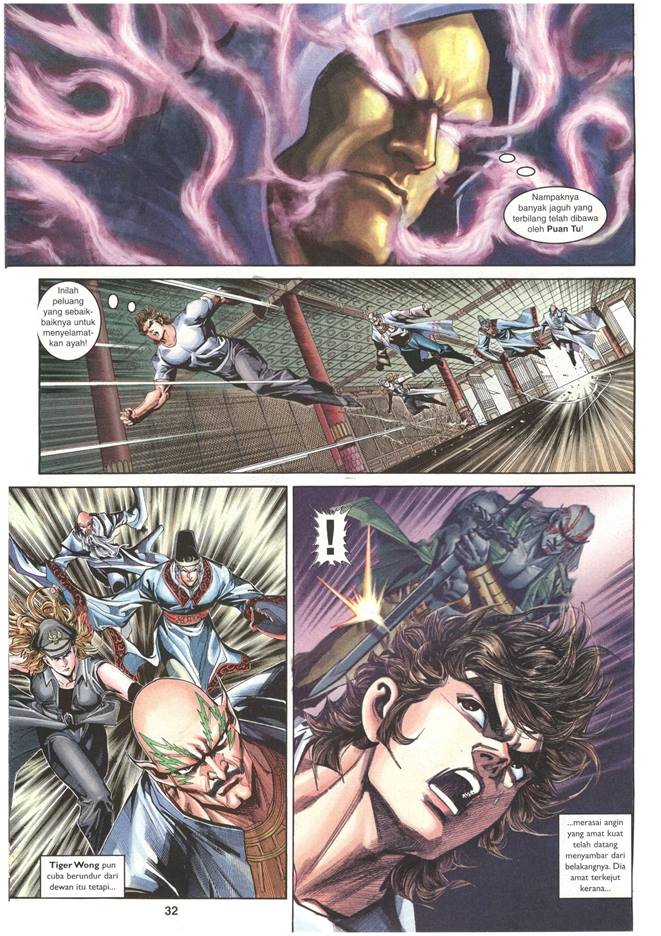 Nampaknya
banyak jaguh yang
terbilang telah dibawa
oleh Puan Tu!
Inilah
peluang
yang sebaik-
baiknya untuk
menyelamat-
kan ayah!
!
Tiger Wong pun
cuba berundur dari
dewan itu tetapi...
...merasai angin
yang amat kuat
telah datang
menyambar dari
belakangnya. Dia
amat terkejut
kerana...
32